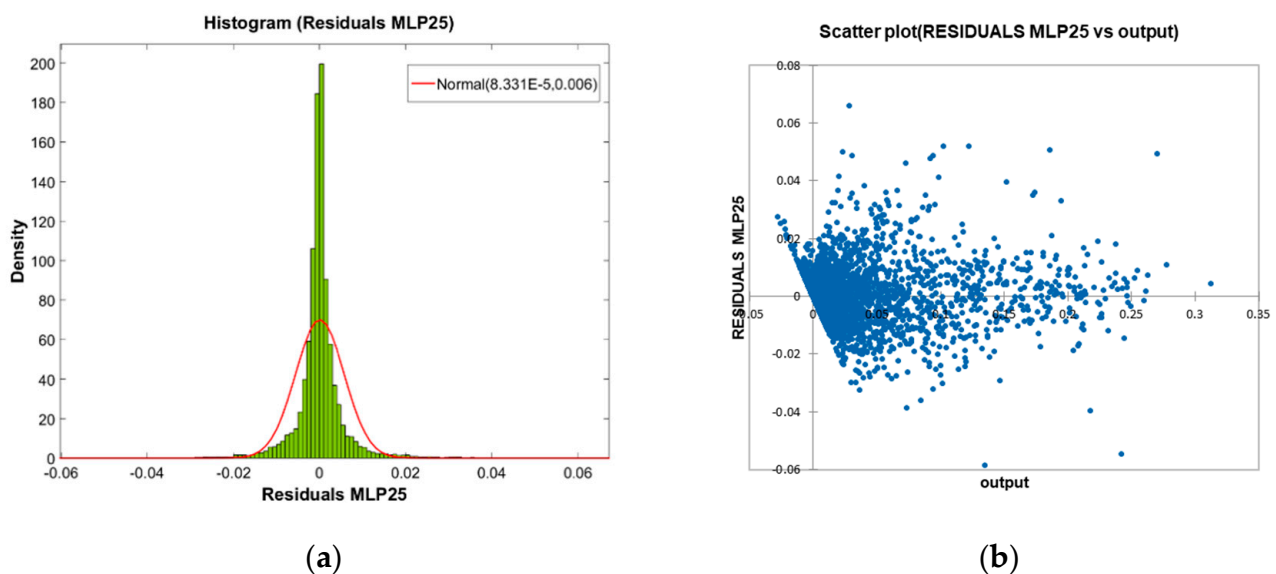 Histogram (Residuals MLP25)
Normal(8.331E-5,0.006)
200
180
160
140
120
100
80
60
40
20
0
Density
-0.06 -0.04 -0.02 0 0.02 0.04 0.06
Residuals MLP25
(a)
Scatter plot(RESIDUALS MLP25 vs output)
0.08
0.06
0.04
0.02
0
-0.02
-0.04
-0.06
RESIDUALS MLP25
0.05 0 0.05 0.1 0.15 0.2 0.25 0.3 0.35
output
(b)